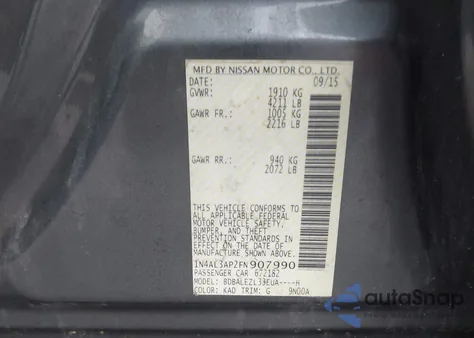 MFD BY NISSAN MOTOR CO., LTD.
DATE: 09/15
GVWR: 1910 KG
4211 LB
GAWR FR.: 1005 KG
2216 LB
GAWR RR.: 940 KG
2072 LB
THIS VEHICLE CONFORMS TO
ALL APPLICABLE FEDERAL
MOTOR VEHICLE SAFETY,
BUMPER, AND THEFT
PREVENTION STANDARDS IN
EFFECT ON THE DATE OF
MANUFACTURE SHOWN ABOVE.
1N4AL3AP2FN907990
PASSENGER CAR 672182
MODEL: BDBALEZL33EUA----H
COLOR: KAD TRIM: G 9N00A
autoSnap